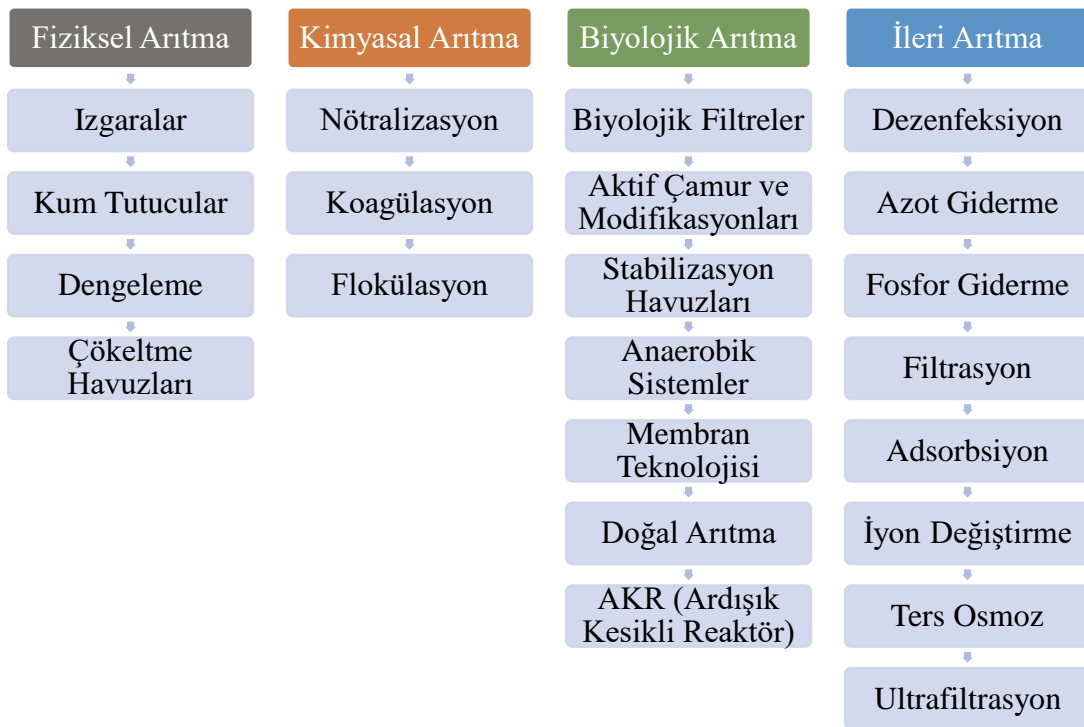 Fiziksel Arıtma
Izgaralar
Kum Tutucular
Dengeleme
Çökeltme
Havuzları
Kimyasal Arıtma
Nötralizasyon
Koagülasyon
Flokülasyon
Biyolojik Arıtma
Biyolojik Filtreler
Aktif Çamur ve
Modifikasyonları
Stabilizasyon
Havuzları
Anaerobik
Sistemler
Membran
Teknolojisi
Doğal Arıtma
AKR (Ardışık
Kesikli Reaktör)
İleri Arıtma
Dezenfeksiyon
Azot Giderme
Fosfor Giderme
Filtrasyon
Adsorbsiyon
İyon Değiştirme
Ters Osmoz
Ultrafiltrasyon